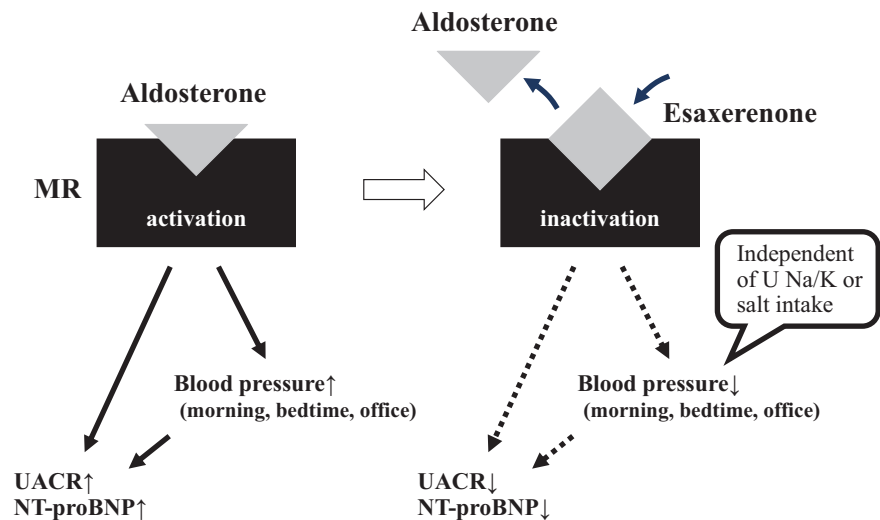 Aldosterone
MR
activation
Blood pressure↑
(morning, bedtime, office)
UACR↑
NT-proBNP↑
Aldosterone
Esaxerenone
inactivation
Independent
of U Na/K or
salt intake
Blood pressure↓
(morning, bedtime, office)
UACR↓
NT-proBNP↓